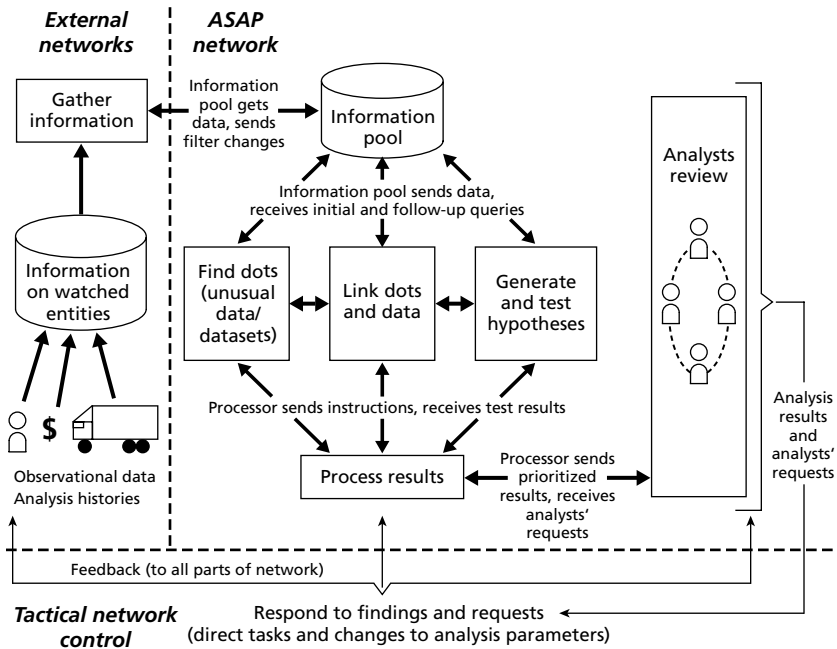 External
networks
ASAP
network
Gather
information
Information
pool gets
data, sends
filter changes
Information
pool
Analysts
review
Information pool sends data,
receives initial and follow-up queries
Information
on watched
entities
Find dots
(unusual
data/
datasets)
Link dots
and data
Generate
and test
hypotheses
$
Processor sends instructions, receives test results
Analysis
results
and
analysts’
requests
Observational data
Analysis histories
Process results
Processor sends
prioritized
results, receives
analysts’
requests
Feedback (to all parts of network)
Tactical network
control
Respond to findings and requests
(direct tasks and changes to analysis parameters)